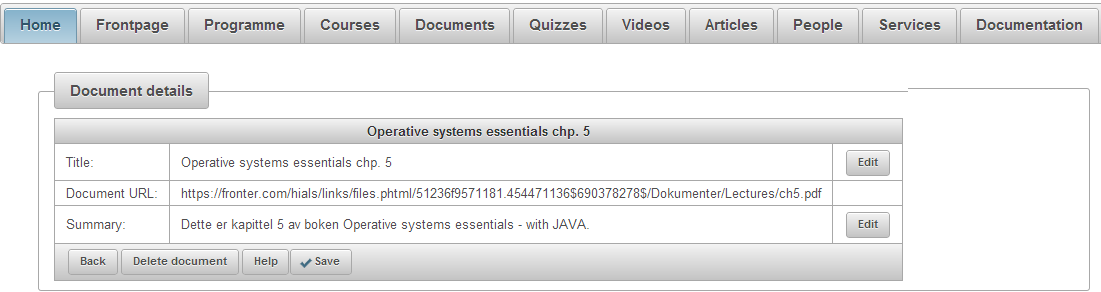 Home Frontpage Programme Courses Documents Quizzes Videos Articles People Services Documentation
Document details
Operative systems essentials chp. 5
Title: Operative systems essentials chp. 5 Edit
Document URL: https://fronter.com/hials/links/files.phtml/51236f9571181.454471136$690378278$/Dokumenter/Lectures/ch5.pdf
Summary: Dette er kapittel 5 av boken Operative systems essentials - with JAVA. Edit
Back Delete document Help Save